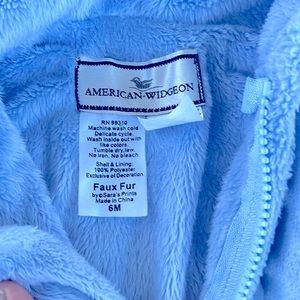 AMERICAN·WIDGEON
RN 99310
Machine wash cold
Delicate cycle.
Wash inside out with
like colors.
Tumble dry, low.
No iron, No bleach.
Shell & Lining:
100% Polyester
Exclusive of Decoration
Faux Fur
by©Sara's Prints
Made in China
6M